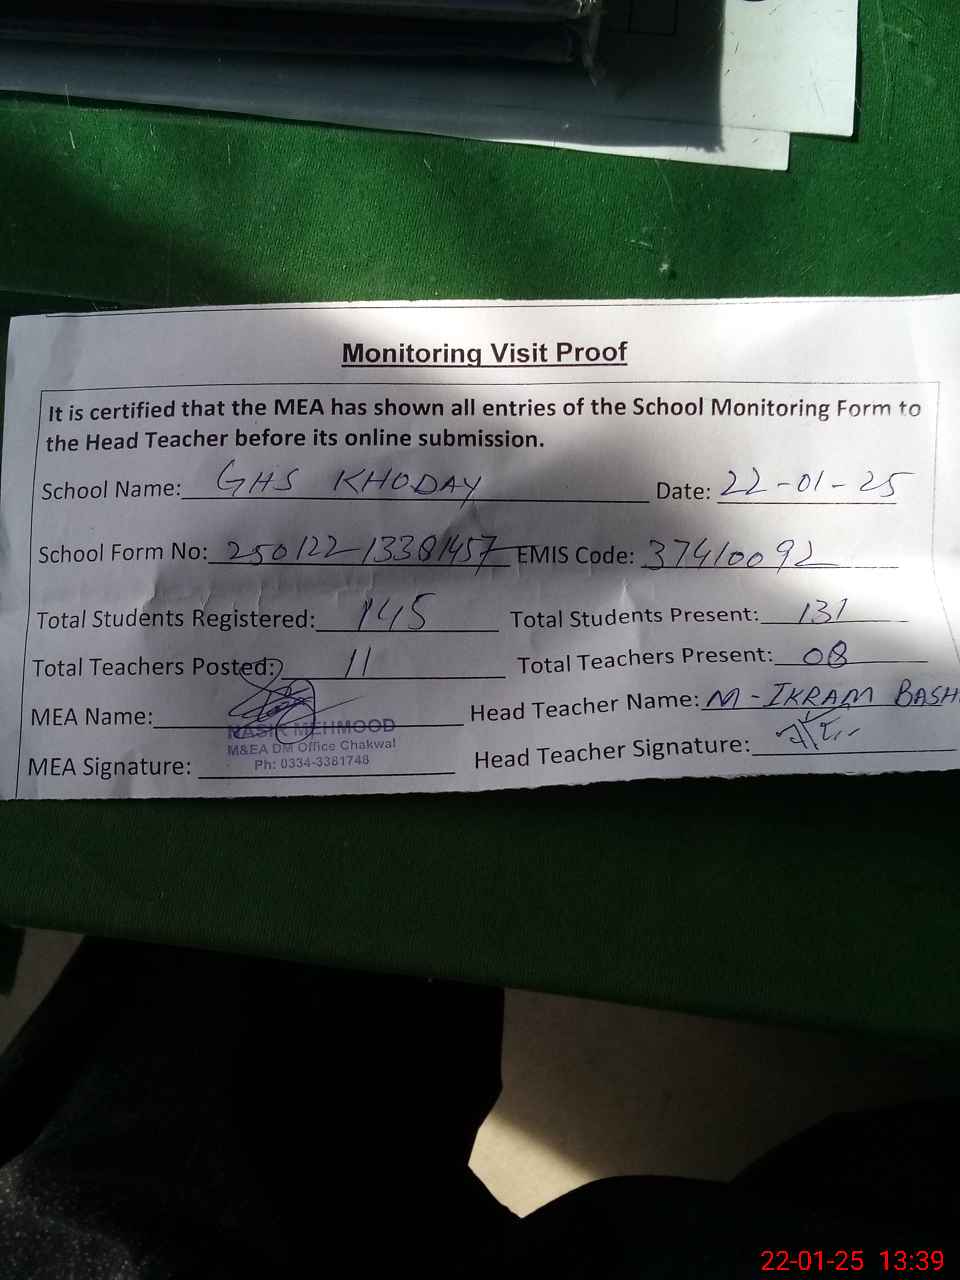 Monitoring Visit Proof
It is certified that the MEA has shown all entries of the School Monitoring Form to
the Head Teacher before its online submission.
School Name: GHS KHODAY Date: 22-01-25
School Form No: 250122-13381457 EMIS Code: 37410092
Total Students Registered: 145 Total Students Present: 131
Total Teachers Posted: 11 Total Teachers Present: 08
MEA Name: Head Teacher Name: M-IKRAM BASH
MEHMOOD
M&EA DM Office Chakwal
Ph: 0334-3381748
MEA Signature: Head Teacher Signature:
22-01-25 13:39